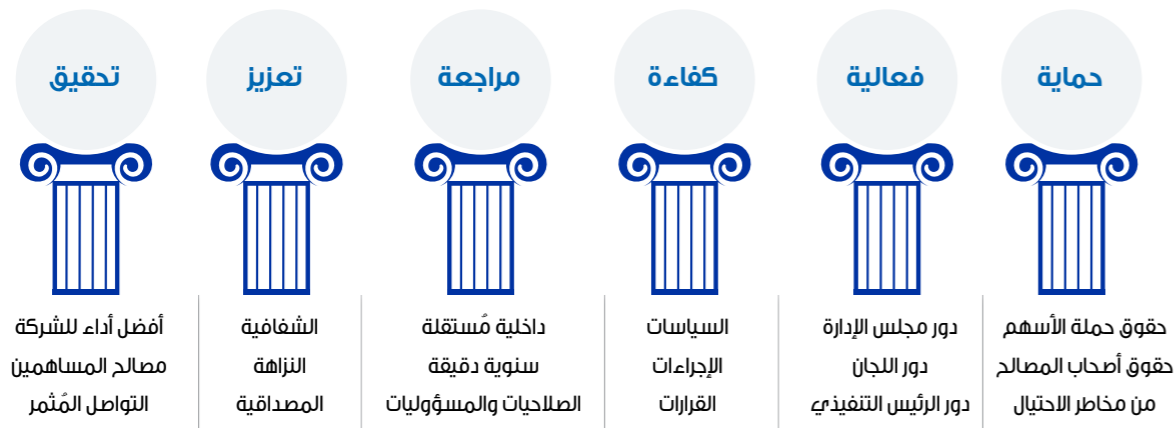 حماية
حقوق حملة الأسهم
حقوق أصحاب المصالح
من مخاطر الاحتيال
فعالية
دور مجلس الإدارة
دور اللجان
دور الرئيس التنفيذي
كفاءة
السياسات
الإجراءات
القرارات
مراجعة
داخلية مُستقلة
سنوية دقيقة
الصلاحيات والمسؤوليات
تعزيز
الشفافية
النزاهة
المصداقية
تحقيق
أفضل أداء للشركة
مصالح المساهمين
التواصل المُثمر